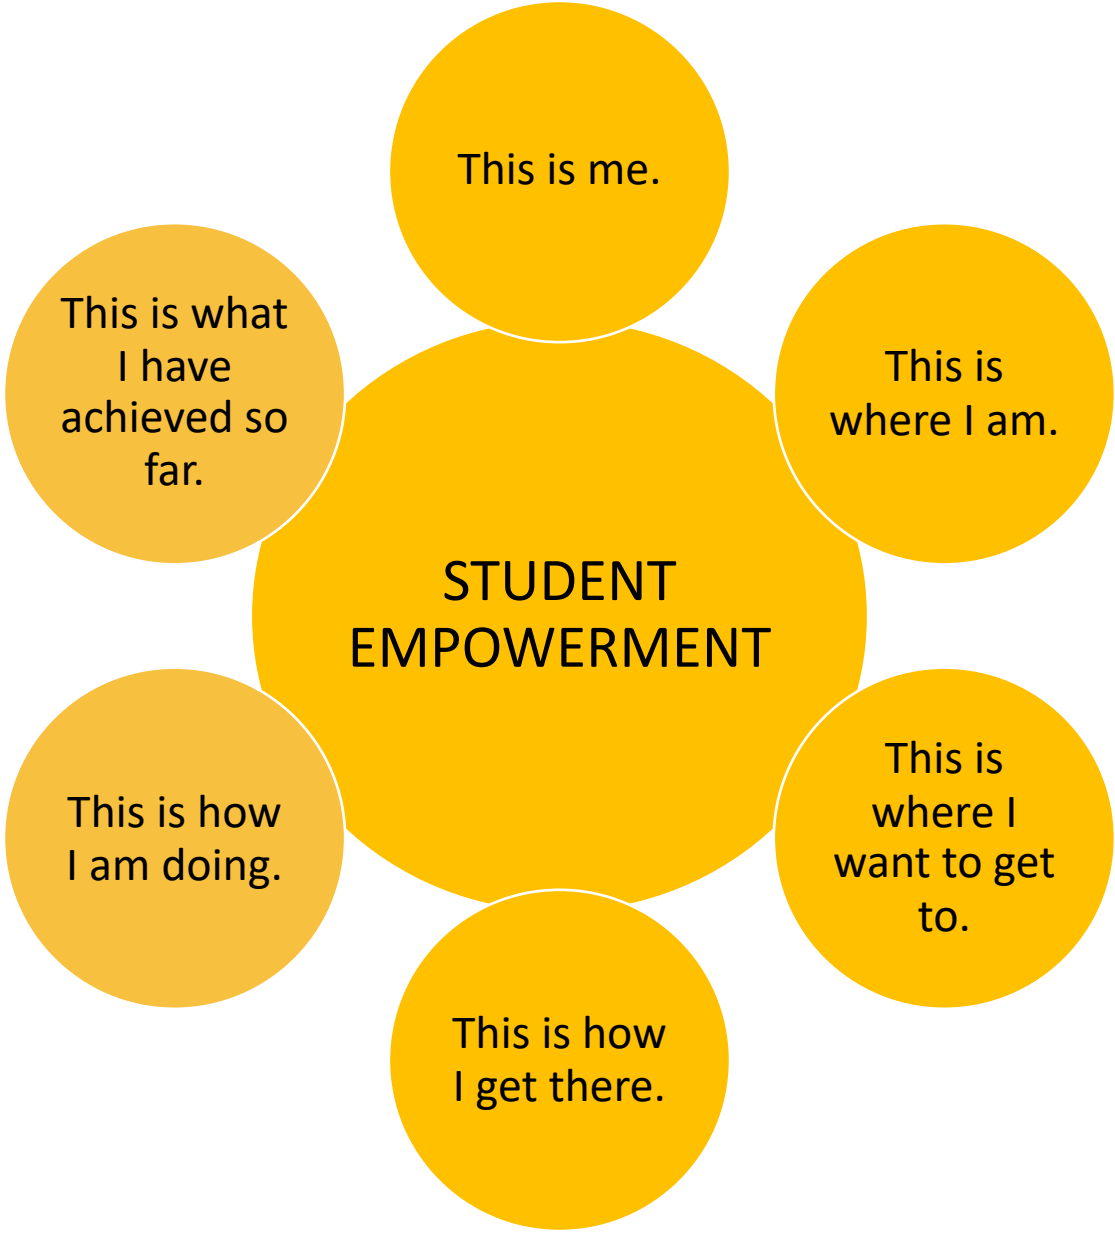 This is me.
This is
where I am.
This is
where I
want to get
to.
This is how
I get there.
This is how
I am doing.
This is what
I have
achieved so
far.
STUDENT
EMPOWERMENT